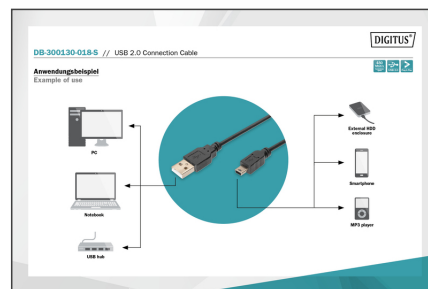 DIGITUS®
DB-300130-018-S // USB 2.0 Connection Cable
Anwendungsbeispiel
Example of use
PC
Notebook
USB hub
External HDD
enclosure
Smartphone
MP3 player